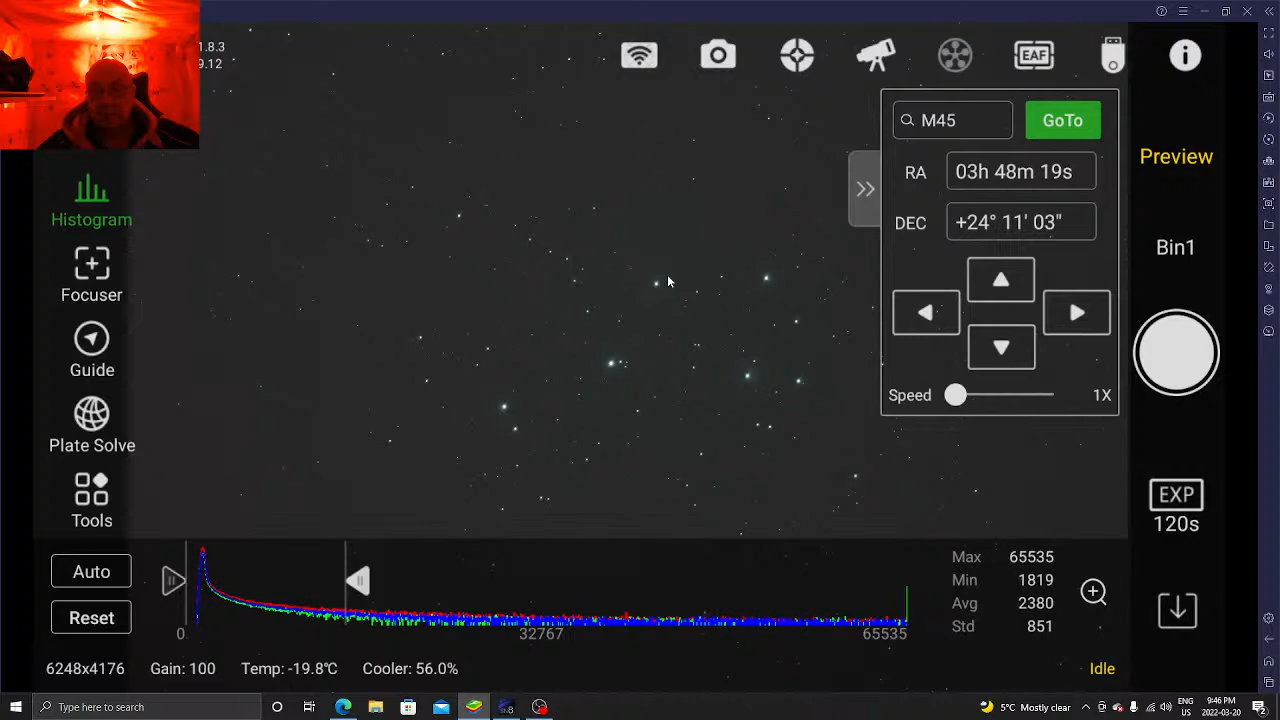 1.8.3
9.12
EAF
M45
GoTo
RA
03h 48m 19s
DEC
+24° 11' 03"
Speed
1X
Preview
Bin1
EXP
120s
Histogram
Focuser
Guide
Plate Solve
Tools
Auto
Reset
0
32767
65535
Max 65535
Min 1819
Avg 2380
Std 851
6248x4176 Gain: 100 Temp: -19.8℃ Cooler: 56.0%
Idle
Type here to search
5°C Mostly clear
ENG
US
9:46 PM
2022-03-20